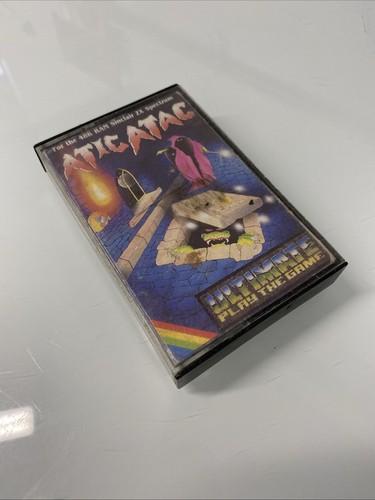 For the 48K RAM Sinclair ZX Spectrum
ATIC ATAC
ULTIMATE
PLAY THE GAME